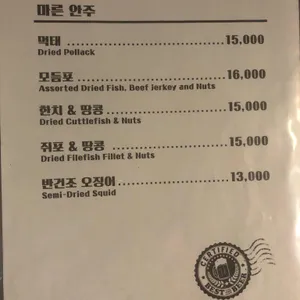 마른 안주
먹태 15,000
Dried Pollack
모듬포 16,000
Assorted Dried Fish, Beef jerkey and Nuts
한치 & 땅콩 15,000
Dried Cuttlefish & Nuts
쥐포 & 땅콩 15,000
Dried Filefish Fillet & Nuts
반건조 오징어 13,000
Semi-Dried Squid
CERTIFIED
BEST BEER